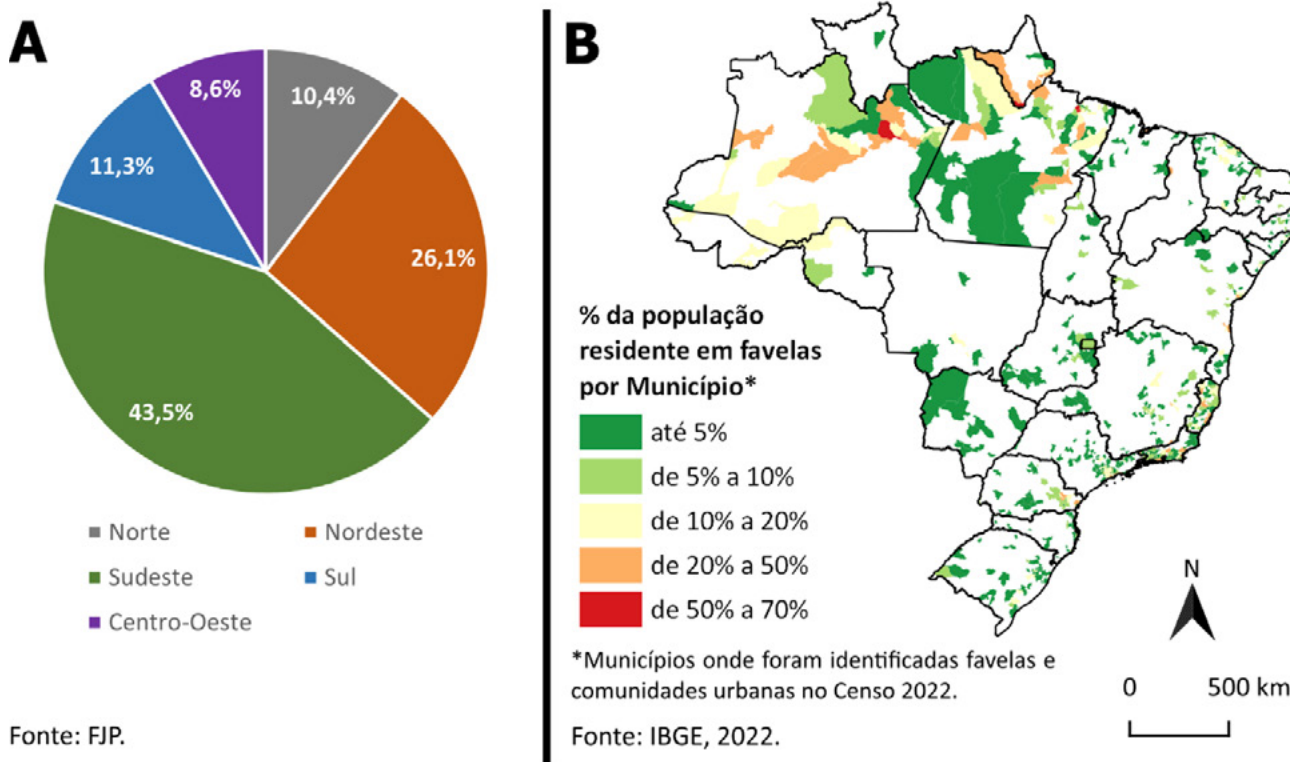 A
8,6%
10,4%
11,3%
26,1%
43,5%
Norte
Nordeste
Sudeste
Sul
Centro-Oeste
Fonte: FJP.
B
% da população
residente em favelas
por Município*
até 5%
de 5% a 10%
de 10% a 20%
de 20% a 50%
de 50% a 70%
*Municípios onde foram identificadas favelas e
comunidades urbanas no Censo 2022.
Fonte: IBGE, 2022.
N
0 500 km